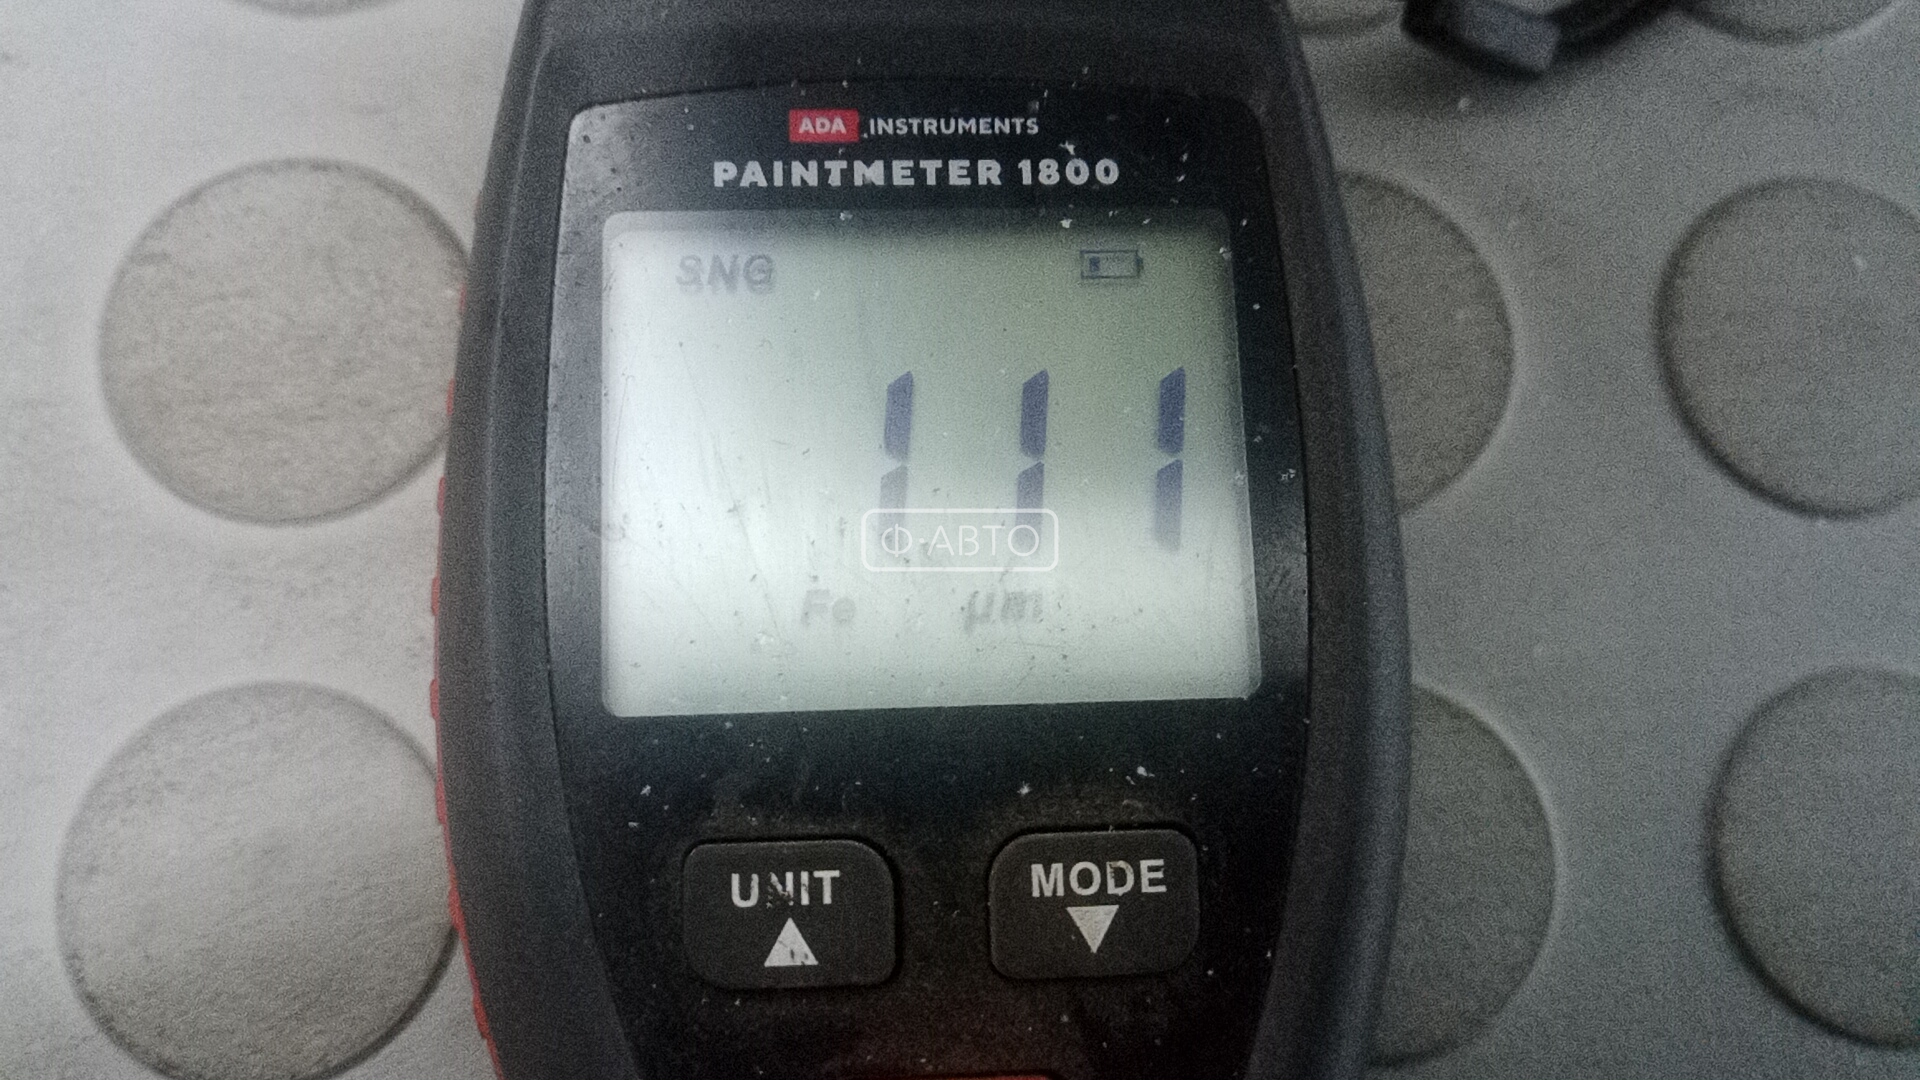 ADA INSTRUMENTS
PAINTMETER 1800
SNG
111
Ф·АВТО
Fe µm
UNIT MODE